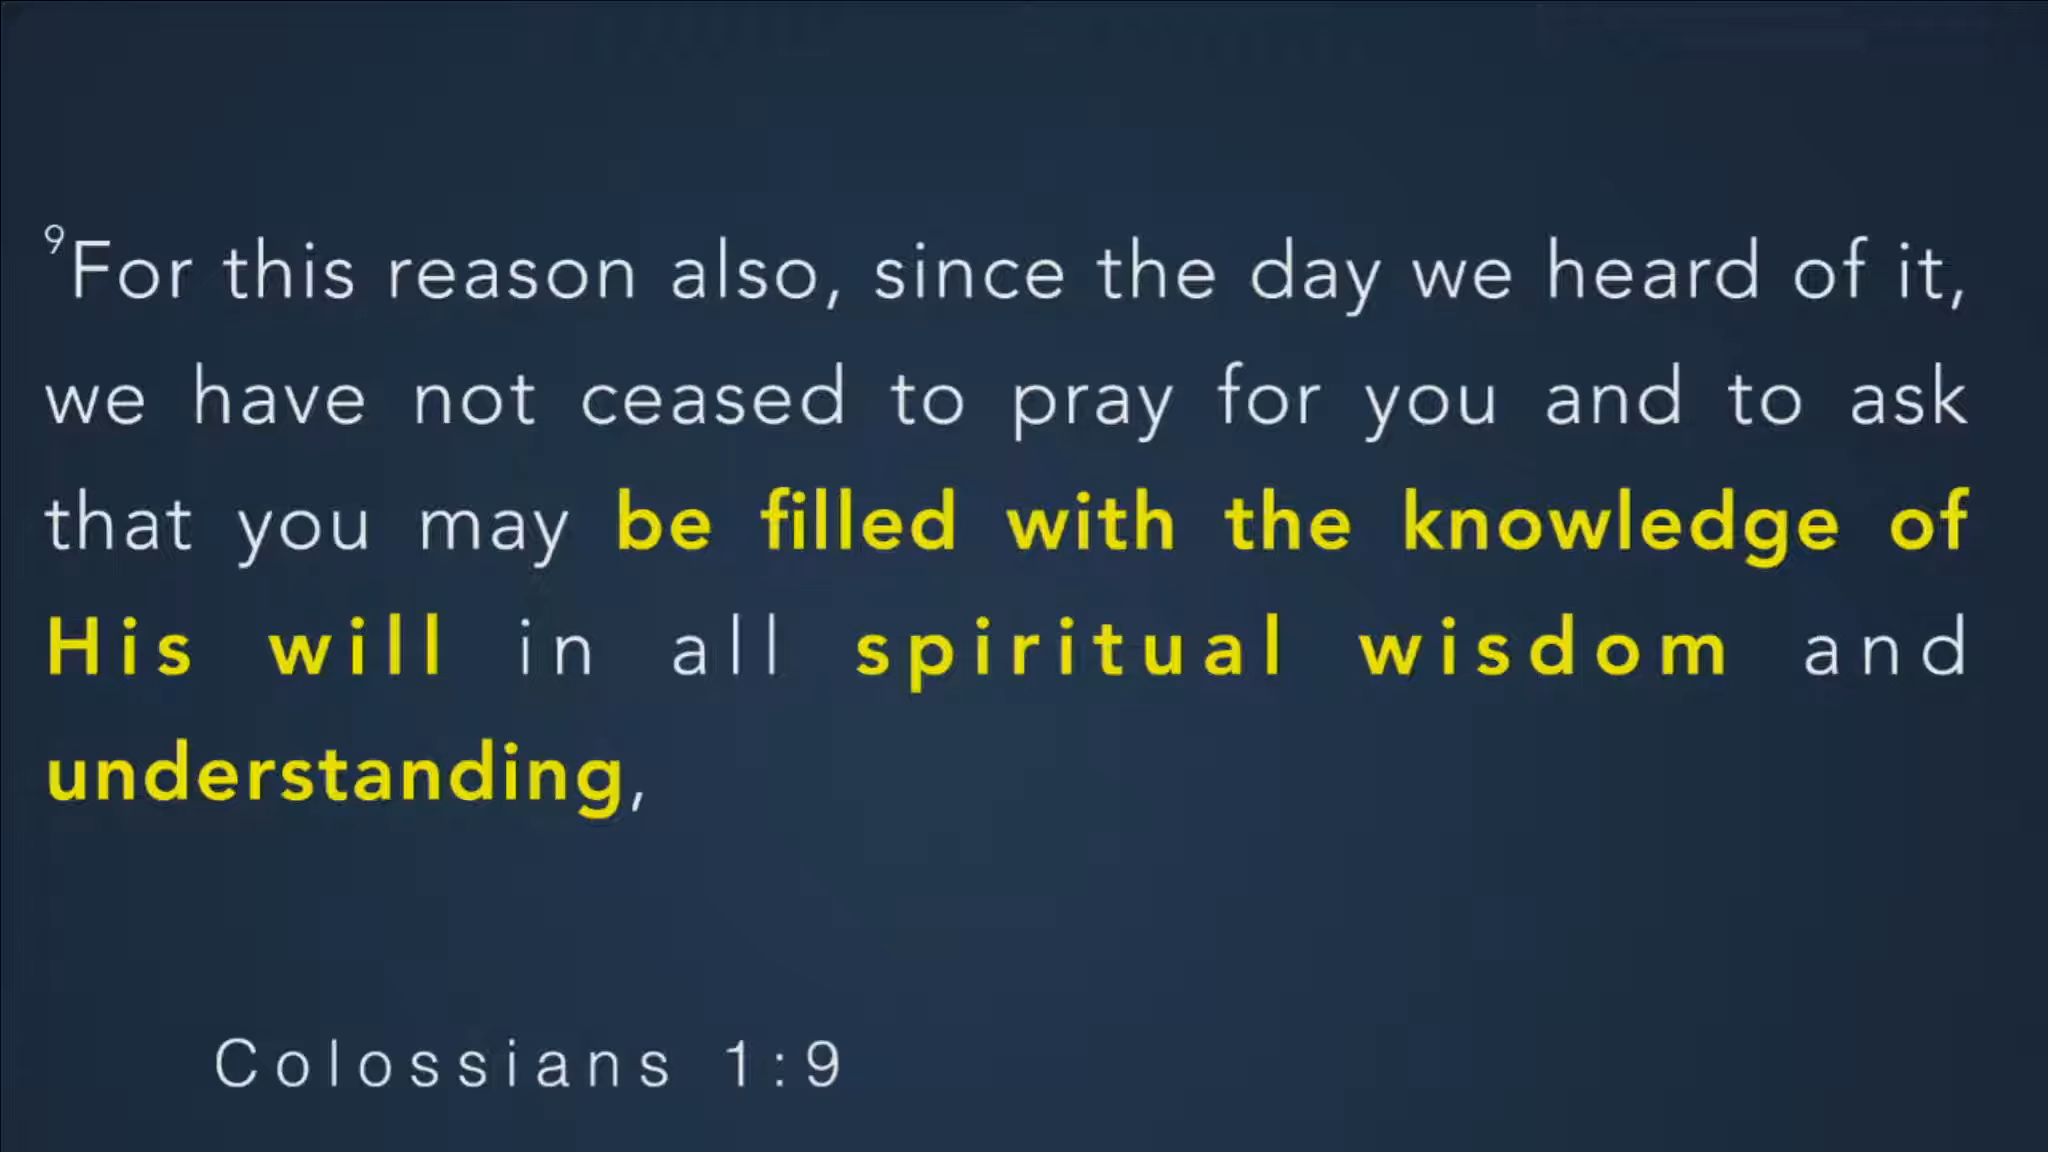 ⁹For this reason also, since the day we heard of it,
we have not ceased to pray for you and to ask
that you may be filled with the knowledge of
His will in all spiritual wisdom and
understanding,
Colossians 1:9